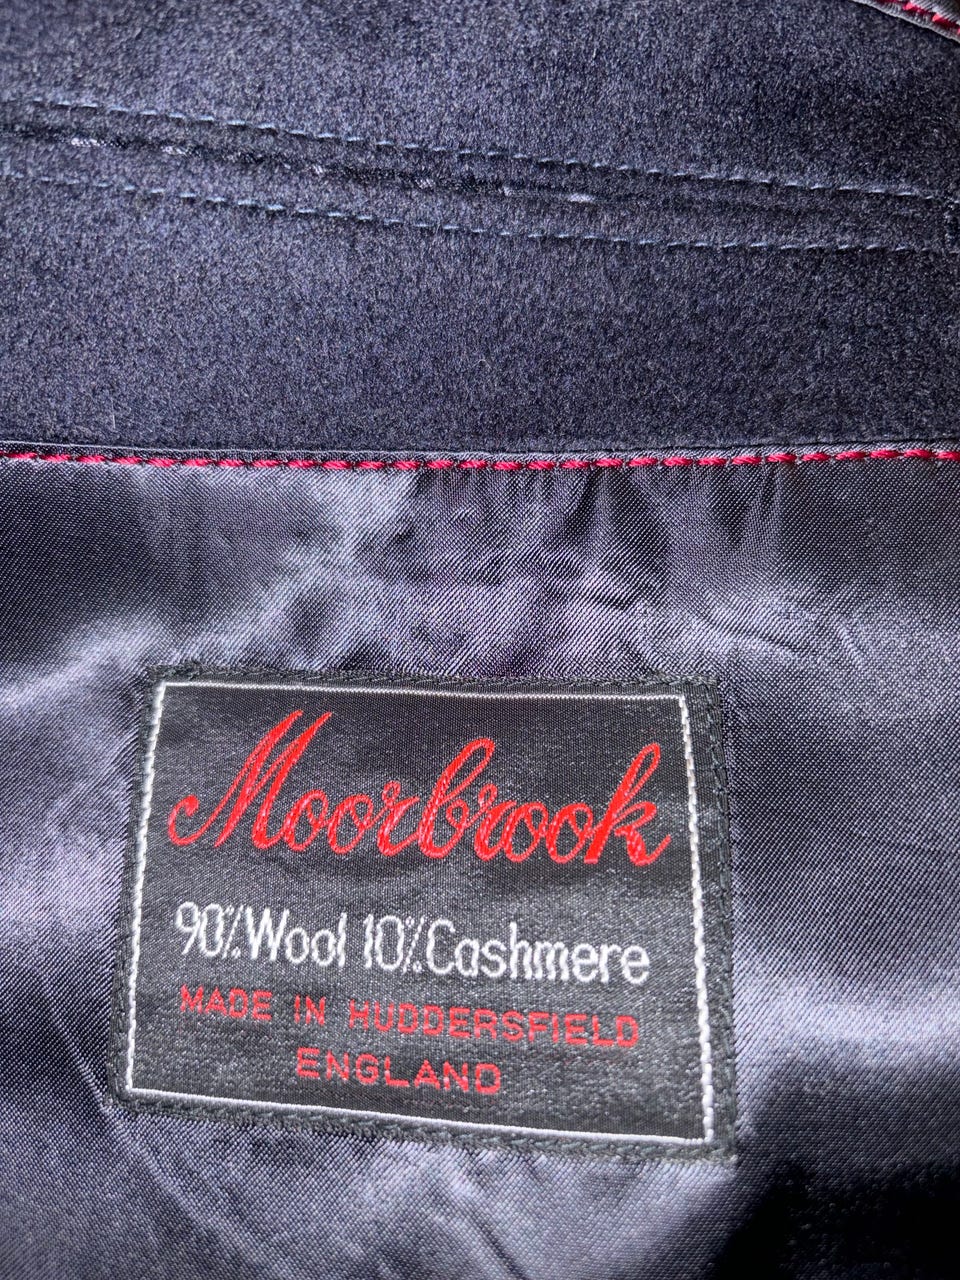 Moorbrook
90% Wool 10% Cashmere
MADE IN HUDDERSFIELD
ENGLAND